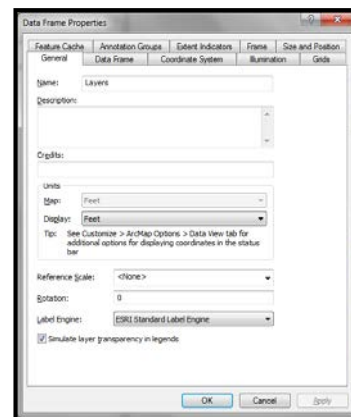 Data Frame Properties
Feature Cache Annotation Groups Extent Indicators Frame Size and Position
General Data Frame Coordinate System Illumination Grids
Name: Layers
Description:
Credits:
Units
Map: Feet
Display: Feet
Tip: See Customize > ArcMap Options > Data View tab for
additional options for displaying coordinates in the status
bar
Reference Scale: <None>
Rotation: 0
Label Engine: ESRI Standard Label Engine
Simulate layer transparency in legends
OK Cancel Apply